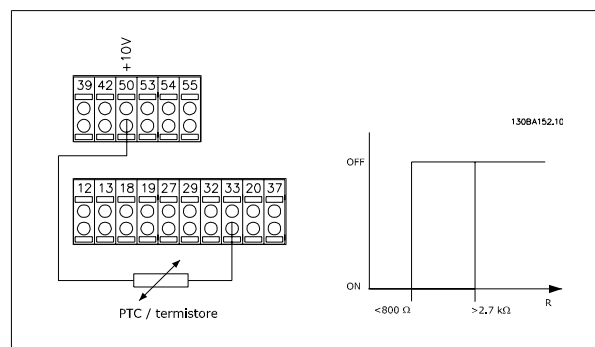 +10V
39 42 50 53 54 55
130BA152.10
OFF
12 13 18 19 27 29 32 33 20 37
ON
R
<800 Ω
>2.7 kΩ
PTC / termistore